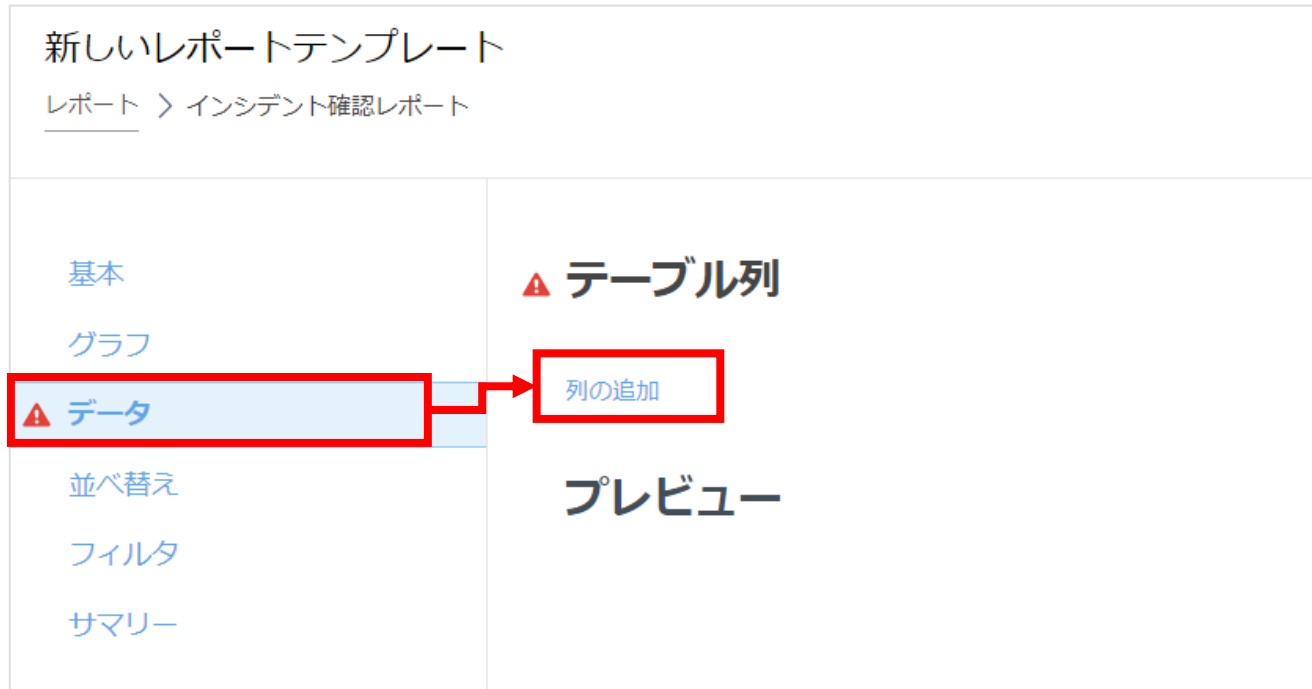 新しいレポートテンプレート
レポート > インシデント確認レポート
基本
グラフ
データ
並べ替え
フィルタ
サマリー
テーブル列
列の追加
プレビュー